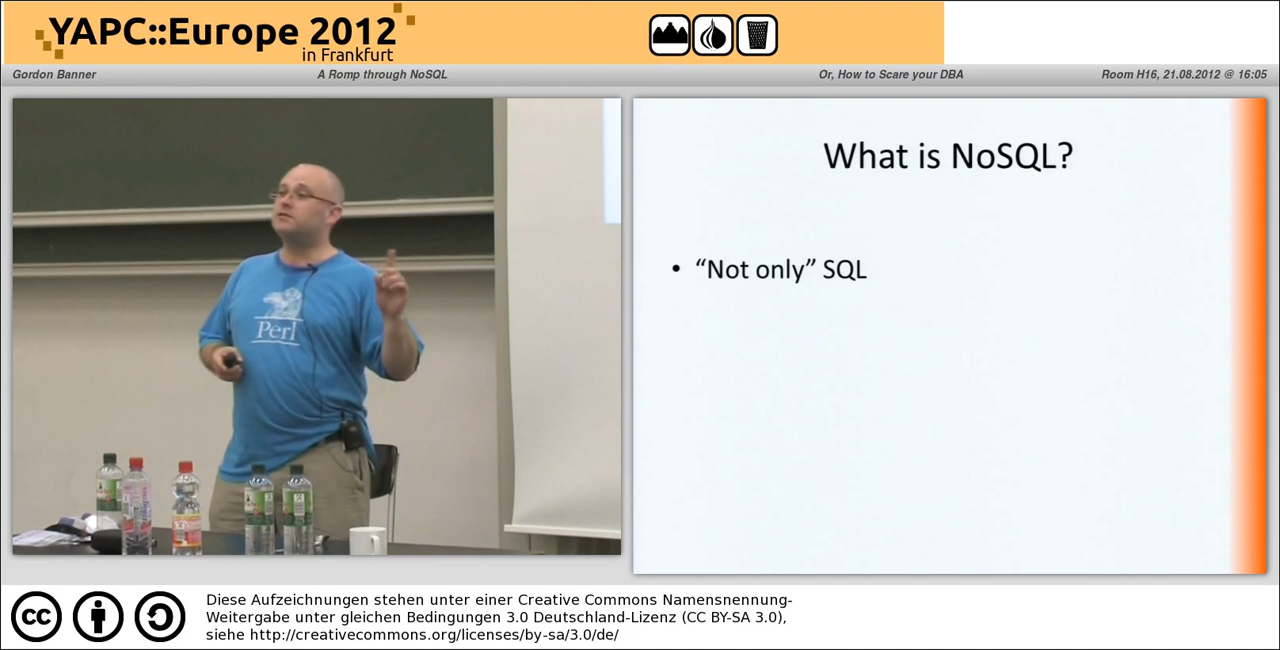 YAPC::Europe 2012
in Frankfurt
Gordon Banner
A Romp through NoSQL
Or, How to Scare your DBA
Room H16, 21.08.2012 @ 16:05
Perl
What is NoSQL?
• “Not only” SQL
cc
Diese Aufzeichnungen stehen unter einer Creative Commons Namensnennung-
Weitergabe unter gleichen Bedingungen 3.0 Deutschland-Lizenz (CC BY-SA 3.0),
siehe http://creativecommons.org/licenses/by-sa/3.0/de/